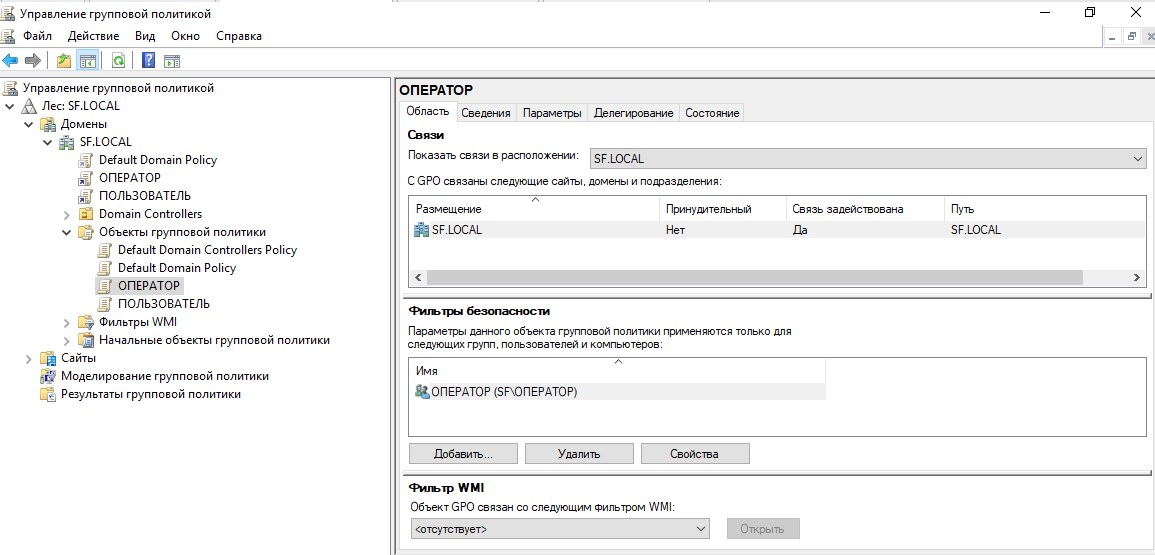 Управление групповой политикой
Файл Действие Вид Окно Справка
Управление групповой политикой
Лес: SF.LOCAL
Домены
SF.LOCAL
Default Domain Policy
ОПЕРАТОР
ПОЛЬЗОВАТЕЛЬ
Domain Controllers
Объекты групповой политики
Default Domain Controllers Policy
Default Domain Policy
ОПЕРАТОР
ПОЛЬЗОВАТЕЛЬ
Фильтры WMI
Начальные объекты групповой политики
Сайты
Моделирование групповой политики
Результаты групповой политики
ОПЕРАТОР
Область Сведения Параметры Делегирование Состояние
Связи
Показать связи в расположении: SF.LOCAL
С GPO связаны следующие сайты, домены и подразделения:
Размещение Принудительный Связь задействована Путь
SF.LOCAL Нет Да SF.LOCAL
Фильтры безопасности
Параметры данного объекта групповой политики применяются только для
следующих групп, пользователей и компьютеров:
Имя
ОПЕРАТОР (SF\ОПЕРАТОР)
Добавить... Удалить Свойства
Фильтр WMI
Объект GPO связан со следующим фильтром WMI:
<отсутствует> Открыть